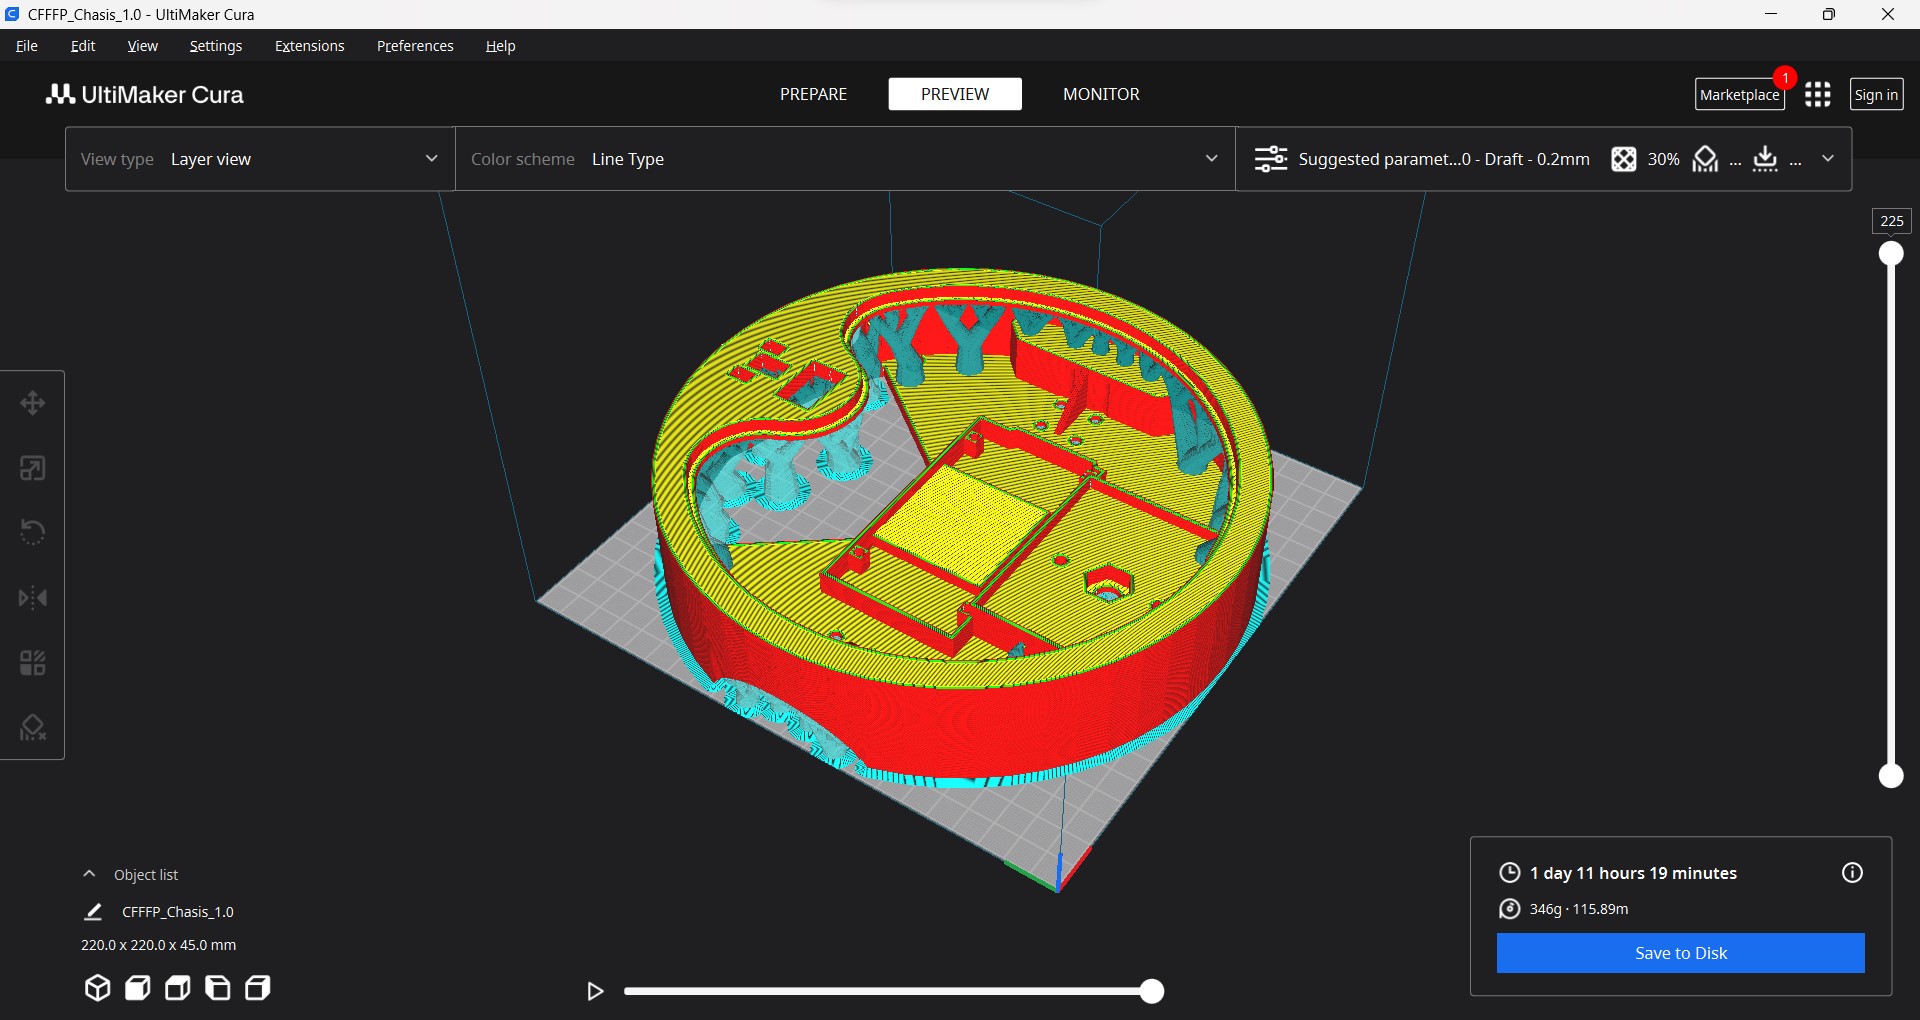 CFFFP_Chasis_1.0 - UltiMaker Cura
File Edit View Settings Extensions Preferences Help
UltiMaker Cura
PREPARE PREVIEW MONITOR
Marketplace 1 Sign in
View type Layer view Color scheme Line Type Suggested paramet...0 - Draft - 0.2mm 30% ... ...
225
Object list
CFFFP_Chasis_1.0
220.0 x 220.0 x 45.0 mm
1 day 11 hours 19 minutes
346g · 115.89m
Save to Disk